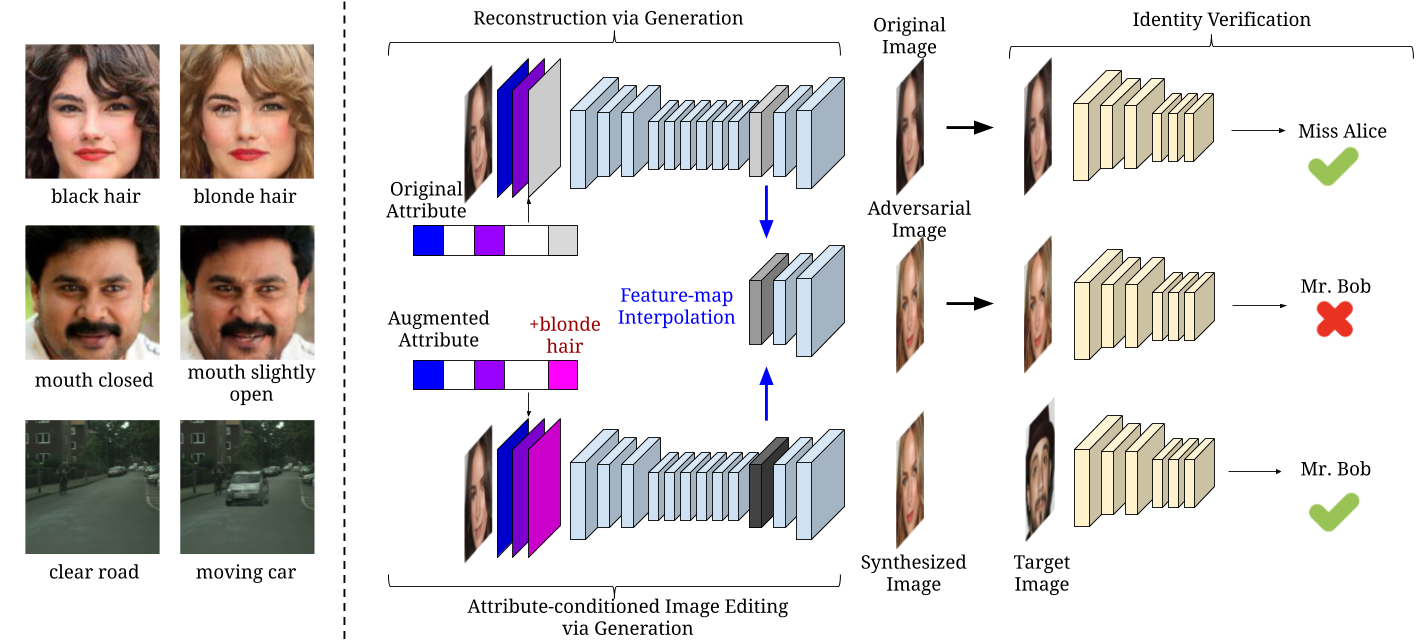 black hair
blonde hair
mouth closed
mouth slightly
open
clear road
moving car
Reconstruction via Generation
Original
Attribute
Augmented
Attribute
+blonde
hair
Feature-map
Interpolation
Attribute-conditioned Image Editing
via Generation
Original
Image
Adversarial
Image
Synthesized
Image
Target
Image
Identity Verification
Miss Alice
Mr. Bob
Mr. Bob